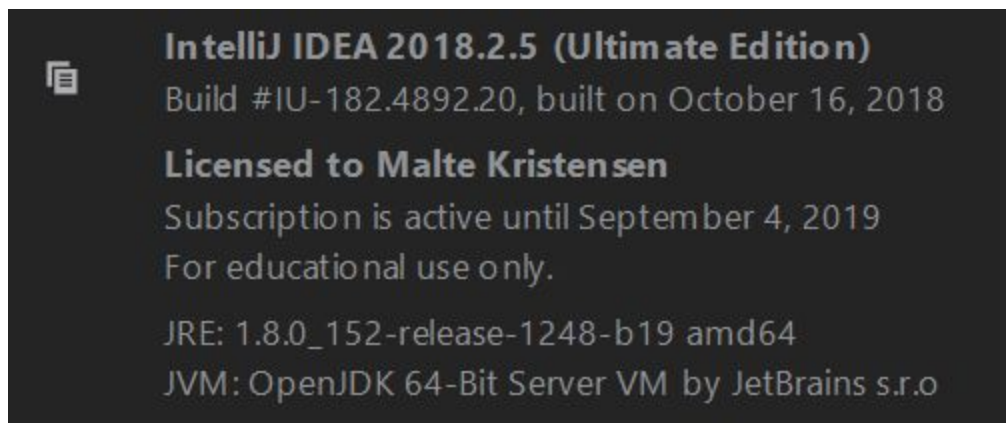 IntelliJ IDEA 2018.2.5 (Ultimate Edition)
Build #IU-182.4892.20, built on October 16, 2018
Licensed to Malte Kristensen
Subscription is active until September 4, 2019
For educational use only.
JRE: 1.8.0_152-release-1248-b19 amd64
JVM: OpenJDK 64-Bit Server VM by JetBrains s.r.o